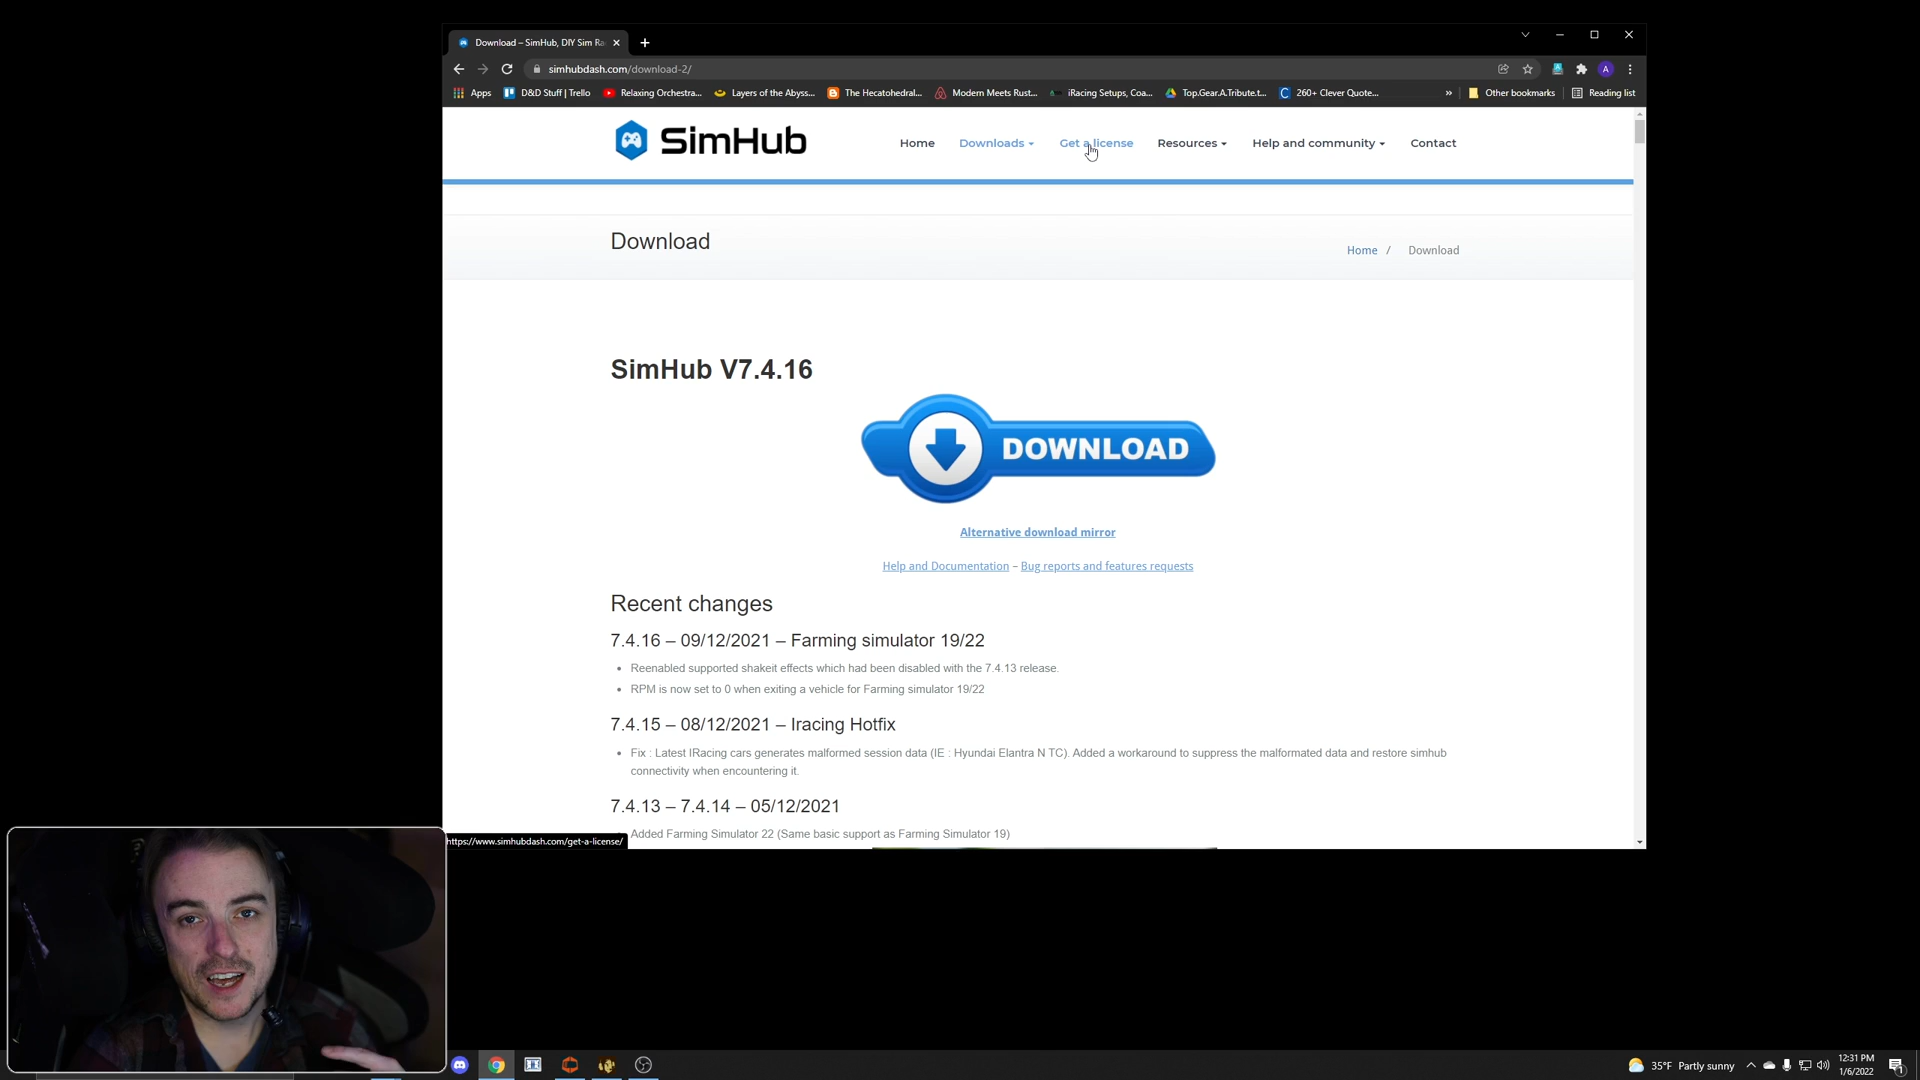 Download – SimHub, DIY Sim Ra
simhubdash.com/download-2/
A
Apps
D&D Stuff | Trello
Relaxing Orchestra...
Layers of the Abyss...
The Hecatohedral...
Modern Meets Rust...
iRacing Setups, Coa...
Top.Gear.A.Tribute.t...
260+ Clever Quote...
»
Other bookmarks
Reading list
SimHub
Home
Downloads
Get a license
Resources
Help and community
Contact
Download
Home / Download
SimHub V7.4.16
DOWNLOAD
Alternative download mirror
Help and Documentation – Bug reports and features requests
Recent changes
7.4.16 – 09/12/2021 – Farming simulator 19/22
• Reenabled supported shakeit effects which had been disabled with the 7.4.13 release.
• RPM is now set to 0 when exiting a vehicle for Farming simulator 19/22
7.4.15 – 08/12/2021 – Iracing Hotfix
• Fix : Latest IRacing cars generates malformed session data (IE : Hyundai Elantra N TC). Added a workaround to suppress the malformated data and restore simhub
connectivity when encountering it.
7.4.13 – 7.4.14 – 05/12/2021
Added Farming Simulator 22 (Same basic support as Farming Simulator 19)
https://www.simhubdash.com/get-a-license/
35°F Partly sunny
12:31 PM
1/6/2022